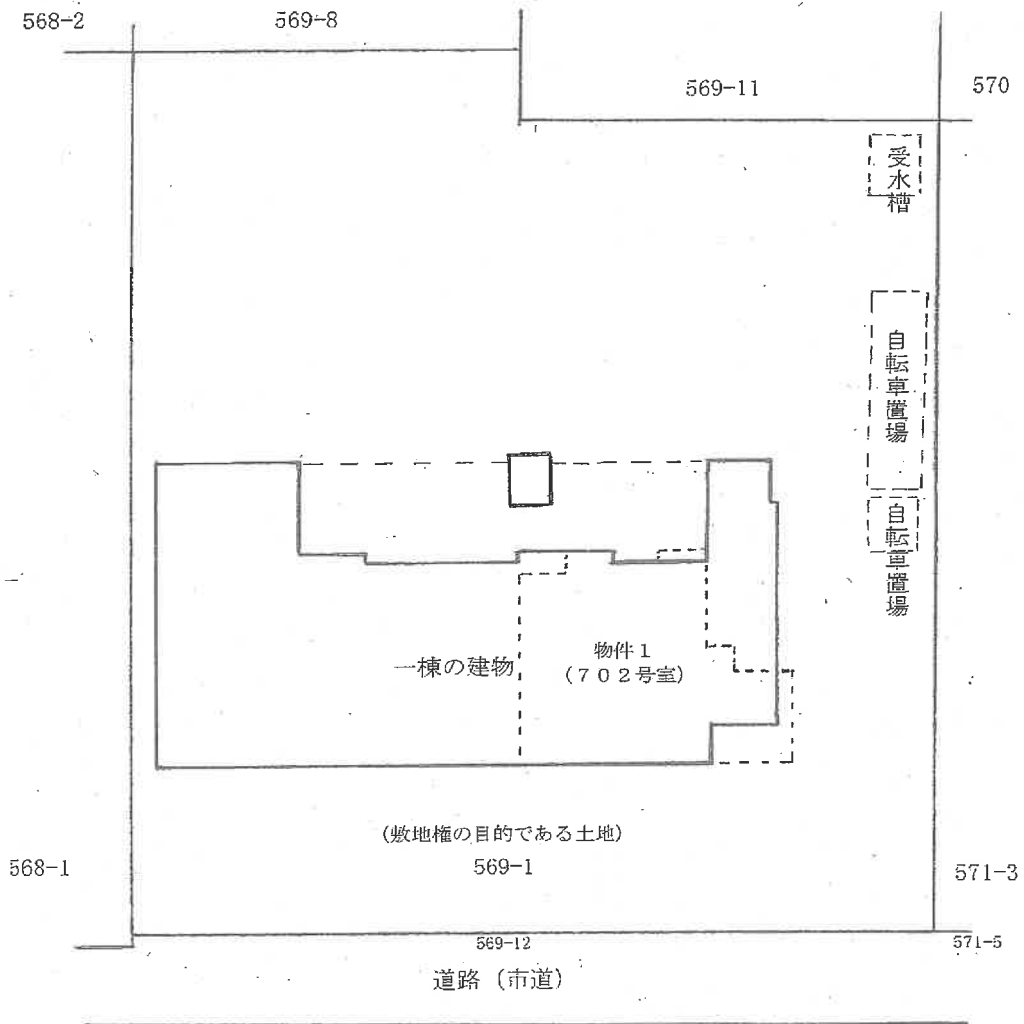 568-2
569-8
569-11
570
受水槽
自転車置場
自転車置場
一棟の建物
物件1
(702号室)
(敷地権の目的である土地)
568-1
569-1
571-3
569-12
571-5
道路（市道）